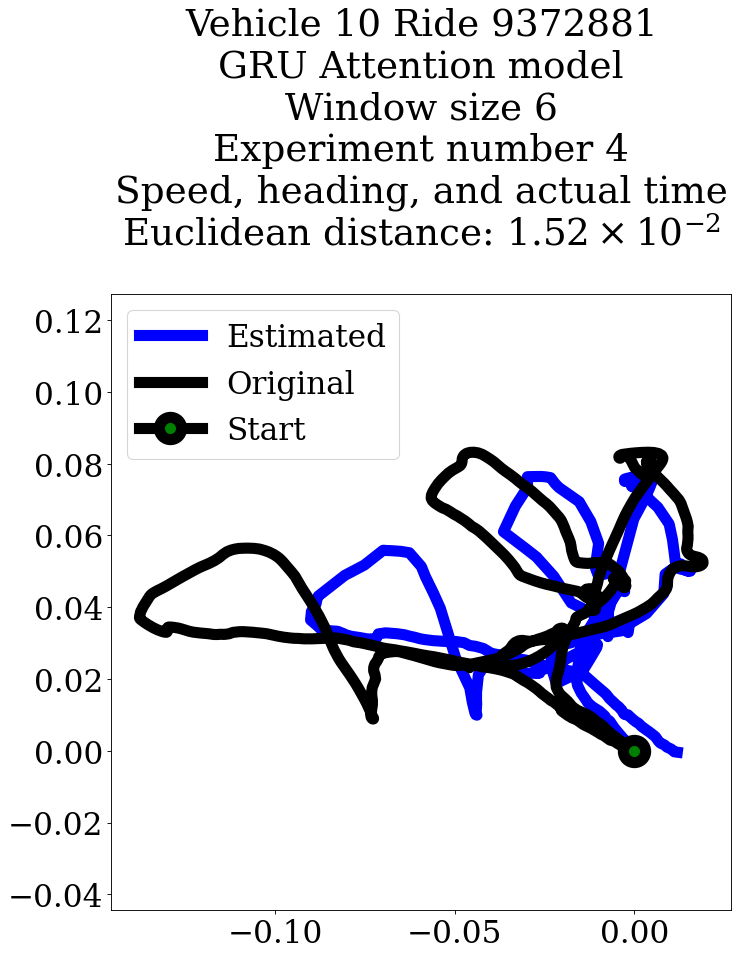 Vehicle 10 Ride 9372881
GRU Attention model
Window size 6
Experiment number 4
Speed, heading, and actual time
Euclidean distance: 1.52 × 10⁻²
Estimated
Original
Start
0.12
0.10
0.08
0.06
0.04
0.02
0.00
−0.02
−0.04
−0.10
−0.05
0.00